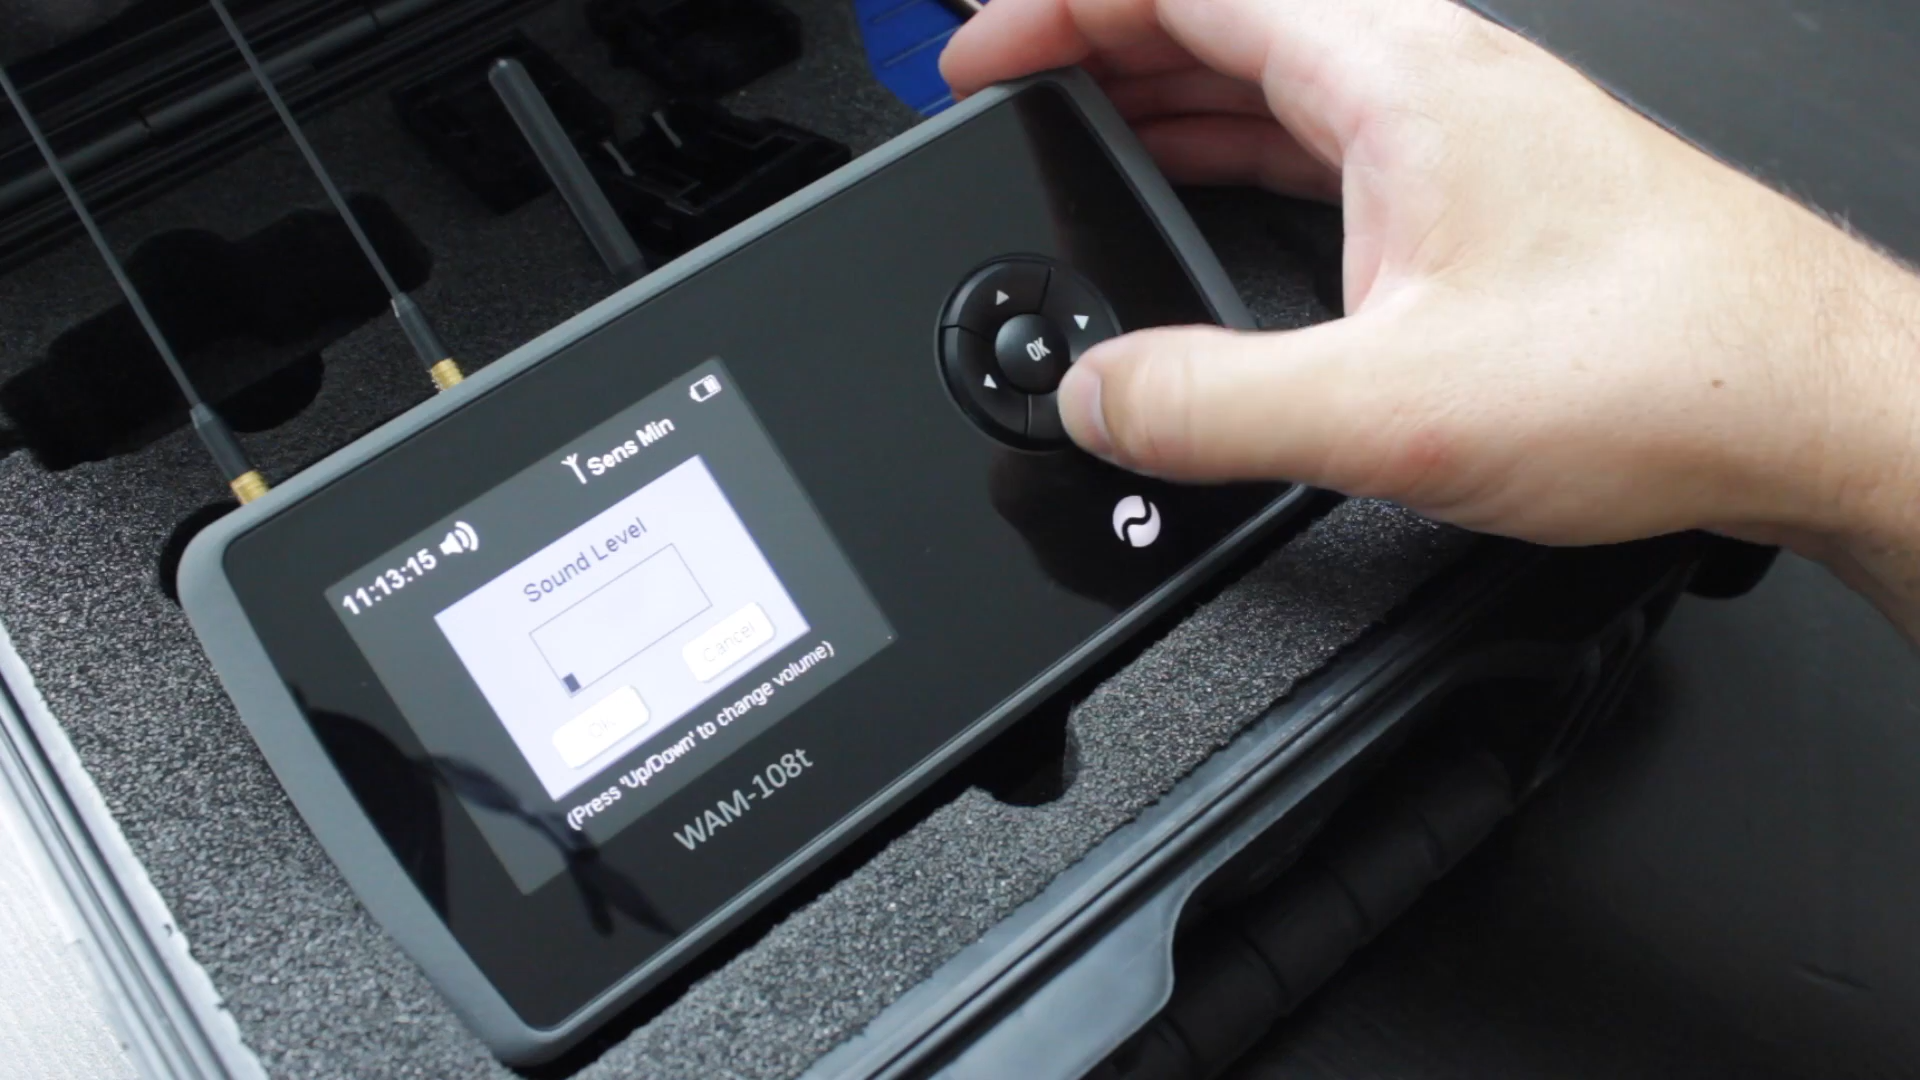 11:13:15
Sens Min
Sound Level
OK
Cancel
(Press 'Up/Down' to change volume)
WAM-108t
OK